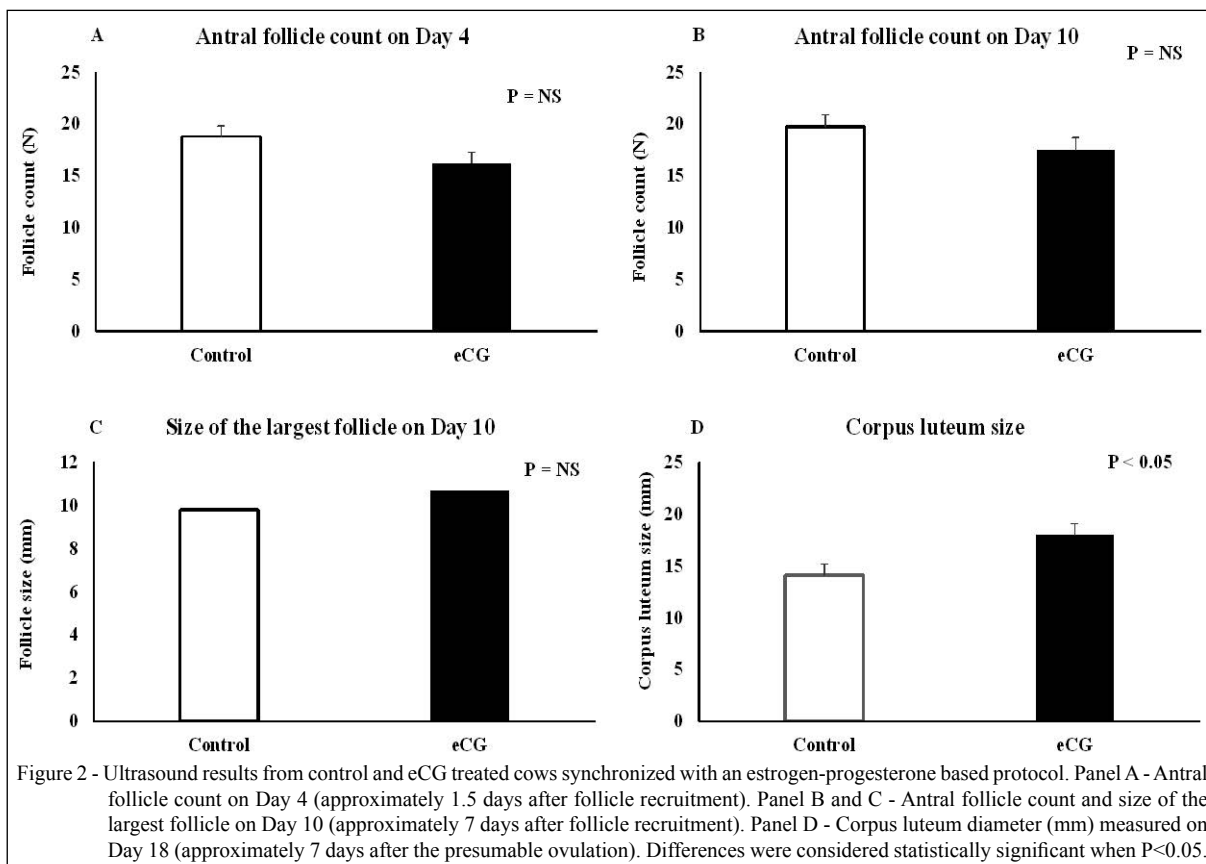 A Antral follicle count on Day 4
P = NS
25
20
15
10
5
0
Follicle count (N)
Control eCG
B Antral follicle count on Day 10
P = NS
25
20
15
10
5
0
Follicle count (N)
Control eCG
C Size of the largest follicle on Day 10
P = NS
12
10
8
6
4
2
0
Follicle size (mm)
Control eCG
D Corpus luteum size
P < 0.05
25
20
15
10
5
0
Corpus luteum size (mm)
Control eCG
Figure 2 - Ultrasound results from control and eCG treated cows synchronized with an estrogen-progesterone based protocol. Panel A - Antral
follicle count on Day 4 (approximately 1.5 days after follicle recruitment). Panel B and C - Antral follicle count and size of the
largest follicle on Day 10 (approximately 7 days after follicle recruitment). Panel D - Corpus luteum diameter (mm) measured on
Day 18 (approximately 7 days after the presumable ovulation). Differences were considered statistically significant when P<0.05.